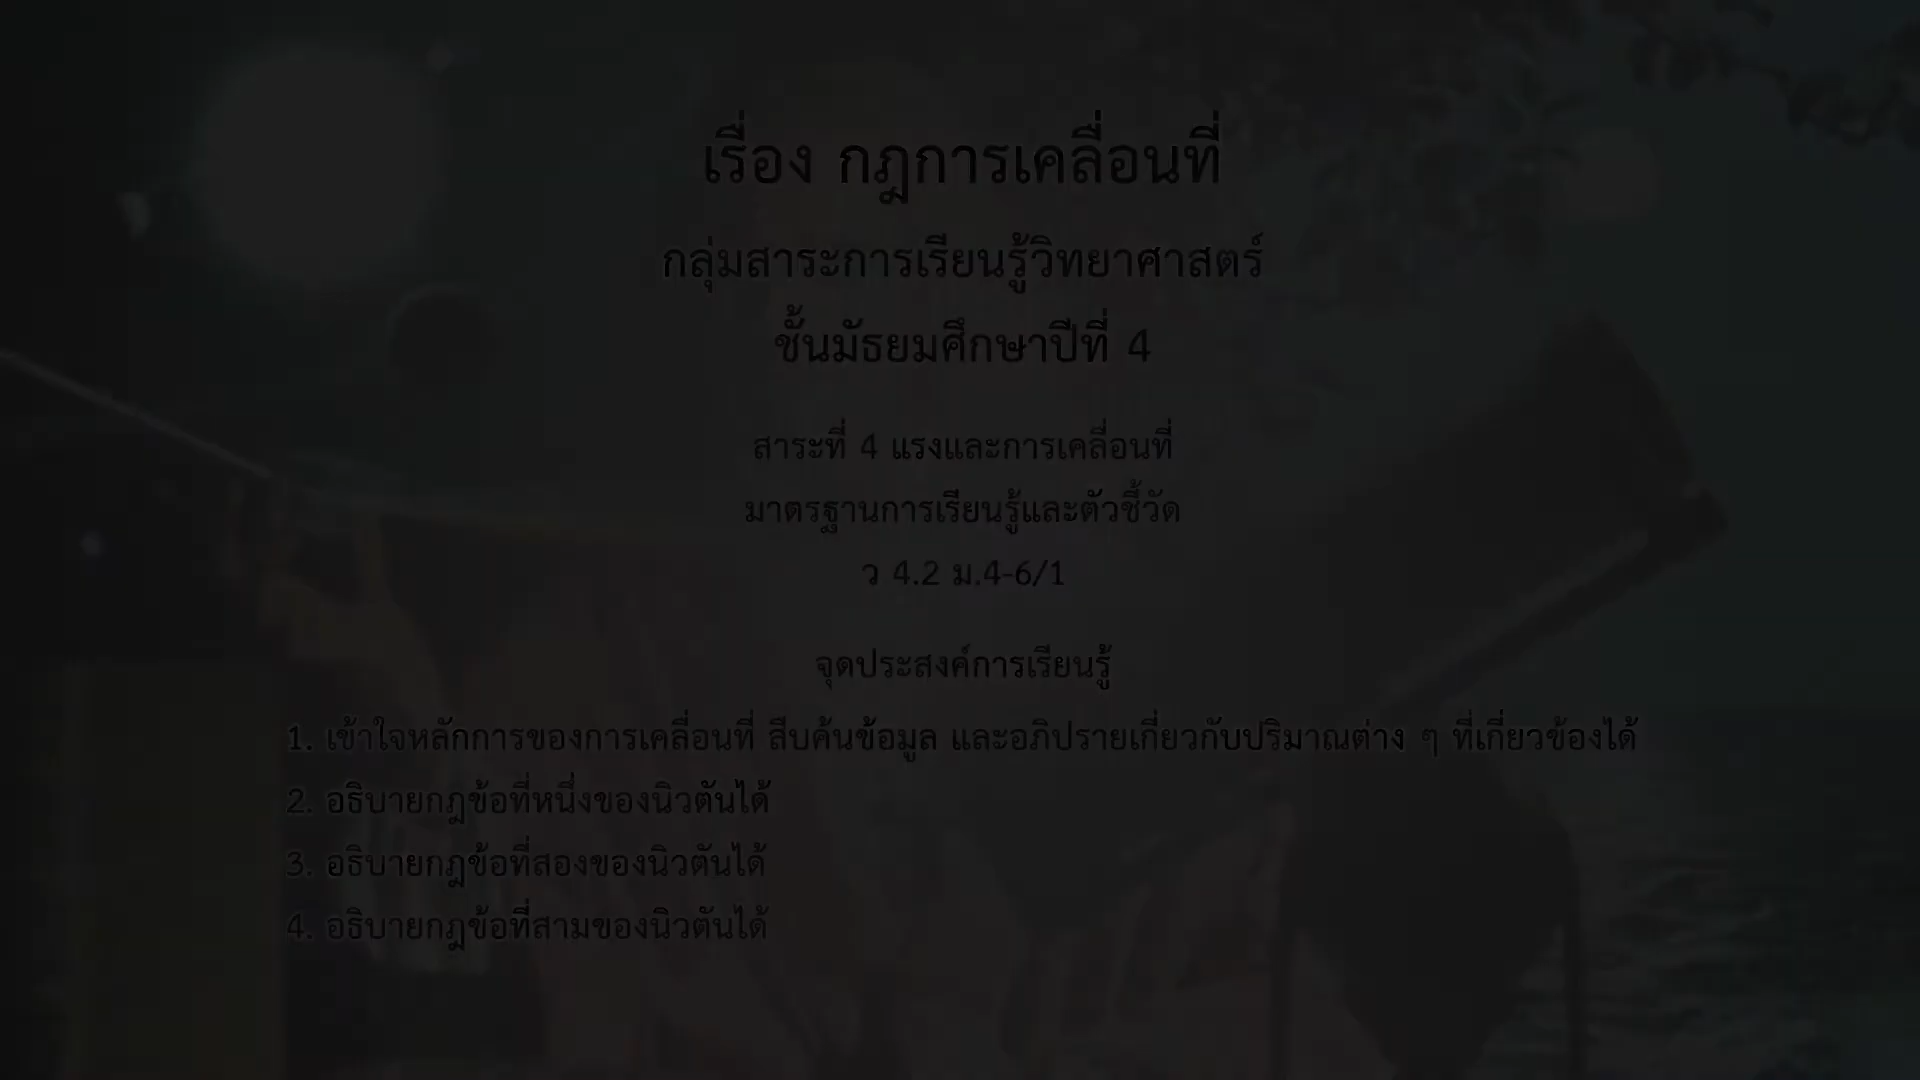 เรื่อง กฎการเคลื่อนที่
กลุ่มสาระการเรียนรู้วิทยาศาสตร์
ชั้นมัธยมศึกษาปีที่ 4
สาระที่ 4 แรงและการเคลื่อนที่
มาตรฐานการเรียนรู้และตัวชี้วัด
ว 4.2 ม.4-6/1
จุดประสงค์การเรียนรู้
1. เข้าใจหลักการของการเคลื่อนที่ สืบค้นข้อมูล และอภิปรายเกี่ยวกับปริมาณต่าง ๆ ที่เกี่ยวข้องได้
2. อธิบายกฎข้อที่หนึ่งของนิวตันได้
3. อธิบายกฎข้อที่สองของนิวตันได้
4. อธิบายกฎข้อที่สามของนิวตันได้